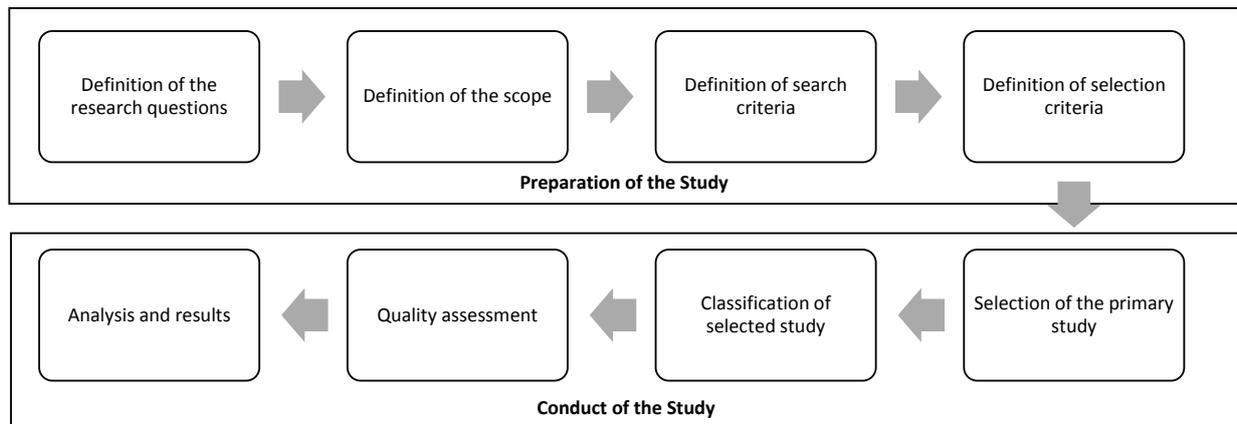 Definition of the
research questions
Definition of the scope
Definition of search
criteria
Definition of selection
criteria
Preparation of the Study
Analysis and results
Quality assessment
Classification of
selected study
Selection of the primary
study
Conduct of the Study